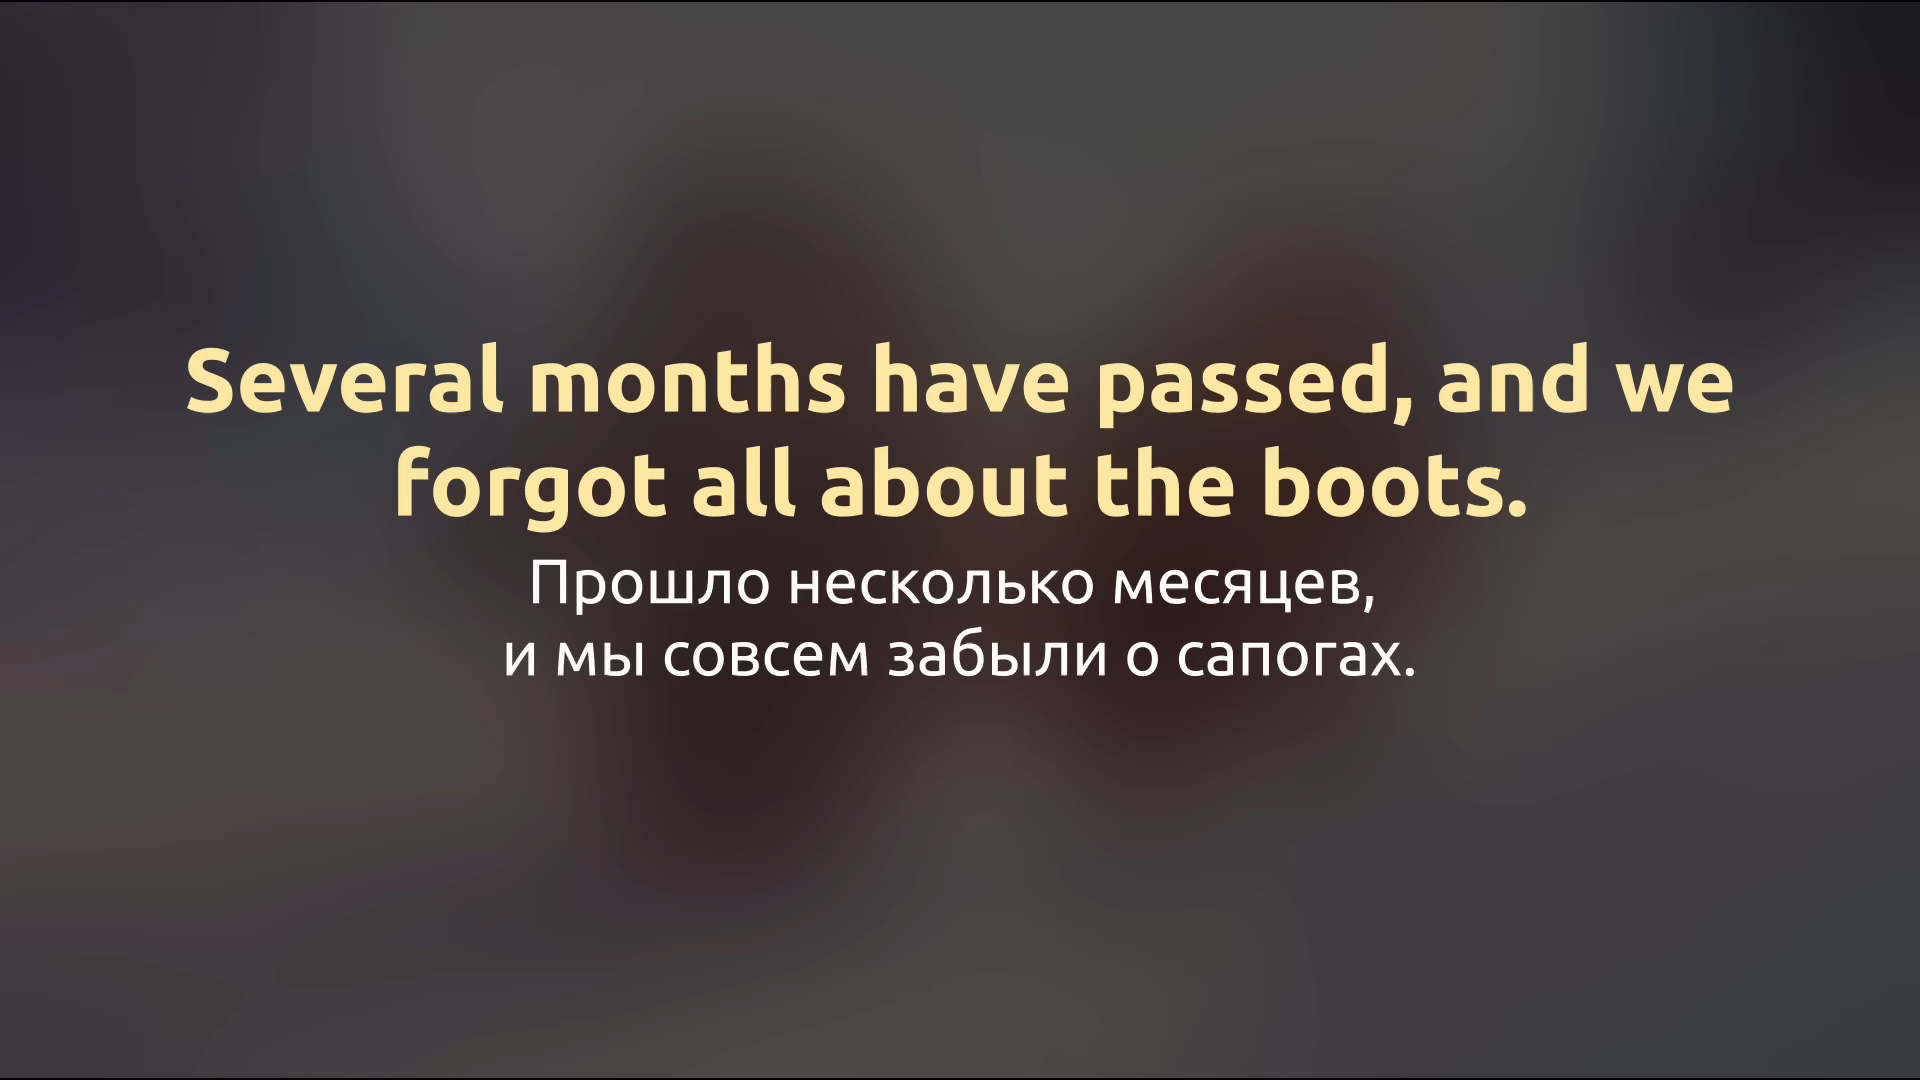 Several months have passed, and we
forgot all about the boots.
Прошло несколько месяцев,
и мы совсем забыли о сапогах.